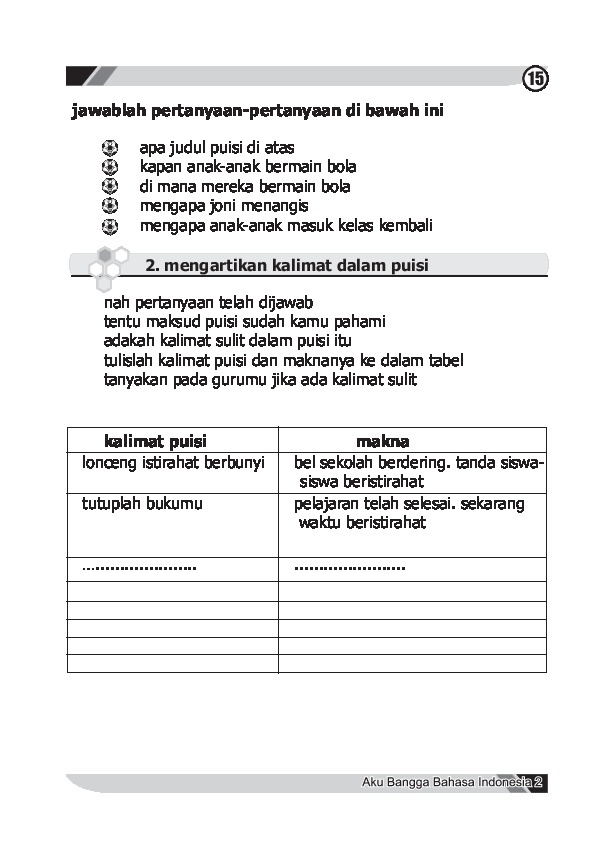 15
jawablah pertanyaan-pertanyaan di bawah ini
apa judul puisi di atas
kapan anak-anak bermain bola
di mana mereka bermain bola
mengapa joni menangis
mengapa anak-anak masuk kelas kembali
2. mengartikan kalimat dalam puisi
nah pertanyaan telah dijawab
tentu maksud puisi sudah kamu pahami
adakah kalimat sulit dalam puisi itu
tulislah kalimat puisi dan maknanya ke dalam tabel
tanyakan pada gurumu jika ada kalimat sulit
kalimat puisi makna
lonceng istirahat berbunyi bel sekolah berdering. tanda siswa-
siswa beristirahat
tutuplah bukumu pelajaran telah selesai. sekarang
waktu beristirahat
........................ .......................
Aku Bangga Bahasa Indonesia 2